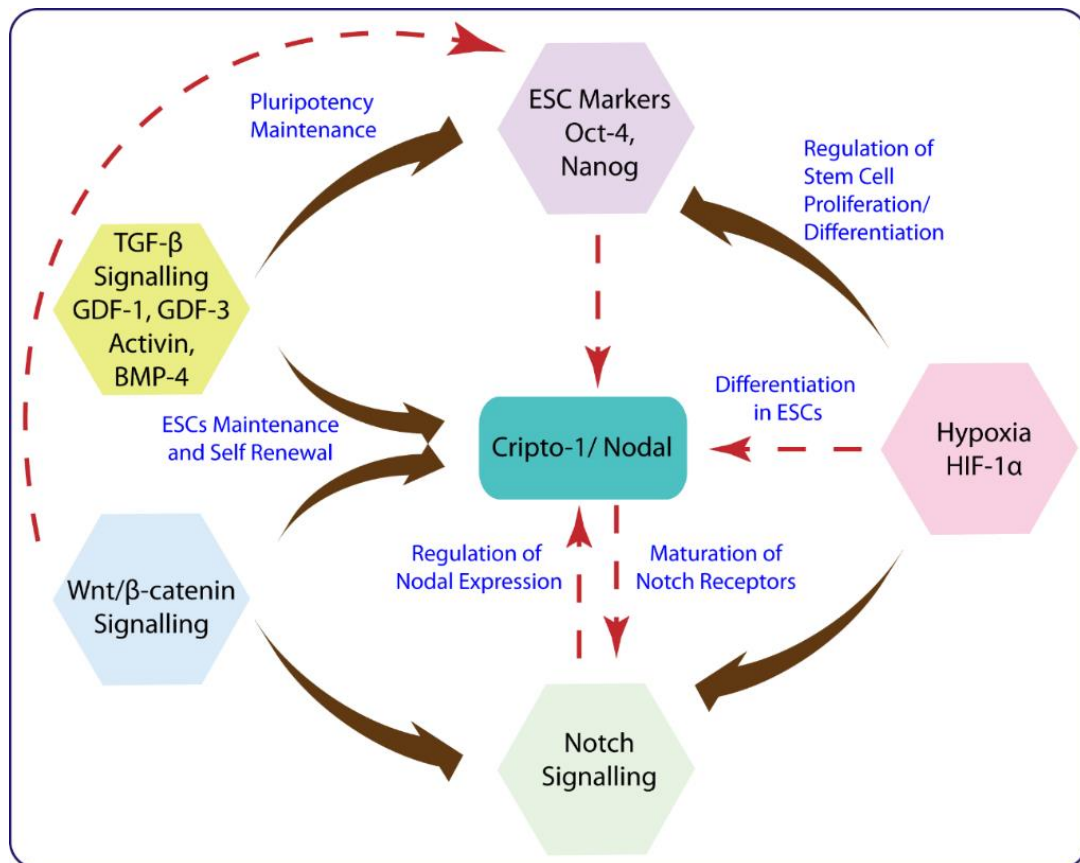 ESC Markers
Oct-4,
Nanog
Pluripotency
Maintenance
Regulation of
Stem Cell
Proliferation/
Differentiation
TGF-β
Signalling
GDF-1, GDF-3
Activin,
BMP-4
ESCs Maintenance
and Self Renewal
Cripto-1/ Nodal
Differentiation
in ESCs
Hypoxia
HIF-1α
Wnt/β-catenin
Signalling
Regulation of
Nodal Expression
Maturation of
Notch Receptors
Notch
Signalling